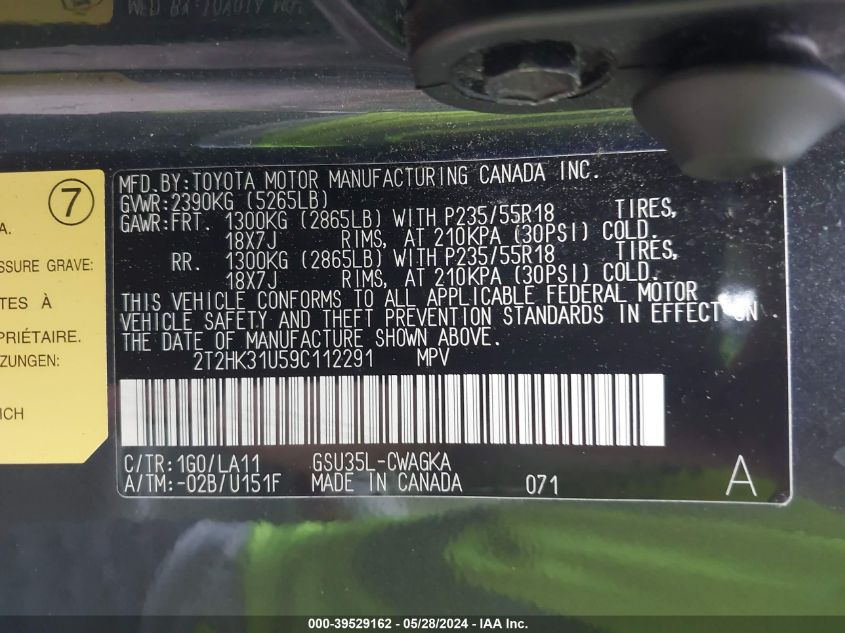 7
A.
SSURE GRAVE:
TES À
PRIÉTAIRE.
ZUNGEN:
ICH
MFD.BY:TOYOTA MOTOR MANUFACTURING CANADA INC.
GVWR:2390KG (5265LB)
GAWR:FRT. 1300KG (2865LB) WITH P235/55R18 TIRES,
18X7J RIMS, AT 210KPA (30PSI) COLD.
RR. 1300KG (2865LB) WITH P235/55R18 TIRES,
18X7J RIMS, AT 210KPA (30PSI) COLD.
THIS VEHICLE CONFORMS TO ALL APPLICABLE FEDERAL MOTOR
VEHICLE SAFETY AND THEFT PREVENTION STANDARDS IN EFFECT ON
THE DATE OF MANUFACTURE SHOWN ABOVE.
2T2HK31U59C112291 MPV
C/TR:1G0/LA11 GSU35L-CWAGKA
A/TM:-02B/U151F MADE IN CANADA 071 A
000-39529162 - 05/28/2024 - IAA Inc.